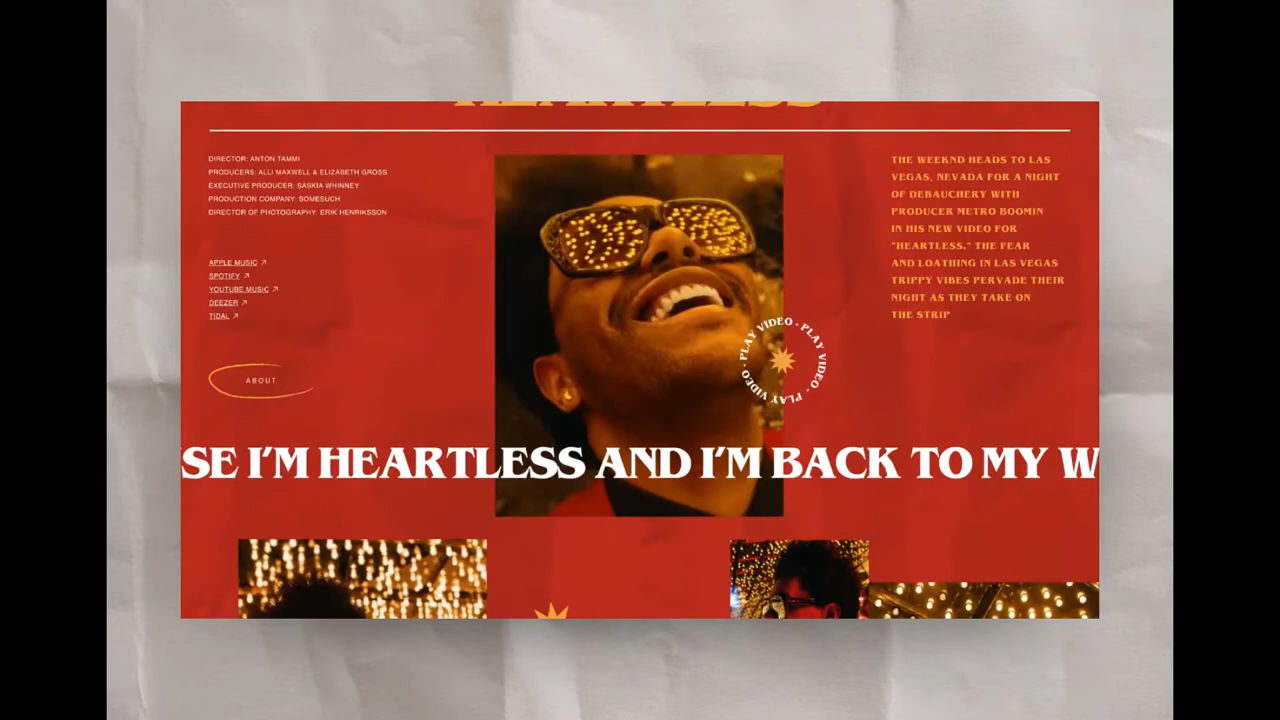 HEARTLESS
DIRECTOR: ANTON TAMMI
PRODUCERS: ALLI MAXWELL & ELIZABETH GROSS
EXECUTIVE PRODUCER: SASKIA WHINNEY
PRODUCTION COMPANY: SOMESUCH
DIRECTOR OF PHOTOGRAPHY: ERIK HENRIKSSON
APPLE MUSIC ↗
SPOTIFY ↗
YOUTUBE MUSIC ↗
DEEZER ↗
TIDAL ↗
ABOUT
PLAY VIDEO - PLAY VIDEO - PLAY VIDEO - PLAY VIDEO -
THE WEEKND HEADS TO LAS
VEGAS, NEVADA FOR A NIGHT
OF DEBAUCHERY WITH
PRODUCER METRO BOOMIN
IN HIS NEW VIDEO FOR
"HEARTLESS." THE FEAR
AND LOATHING IN LAS VEGAS
TRIPPY VIBES PERVADE THEIR
NIGHT AS THEY TAKE ON
THE STRIP
SE I'M HEARTLESS AND I'M BACK TO MY W